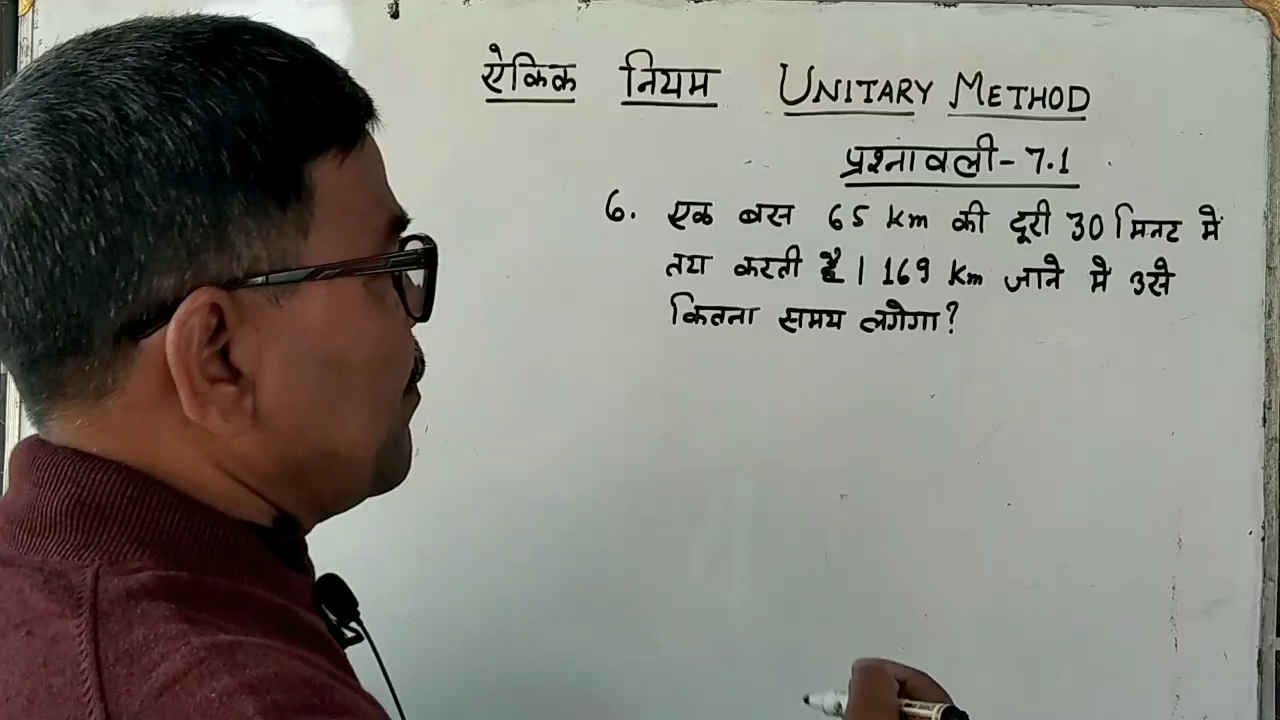 ऐकिक नियम UNITARY METHOD
प्रश्नावली-7.1
6. एक बस 65 km की दूरी 30 मिनट में
तय करती है। 169 km जाने मे उसे
कितना समय लगेगा?